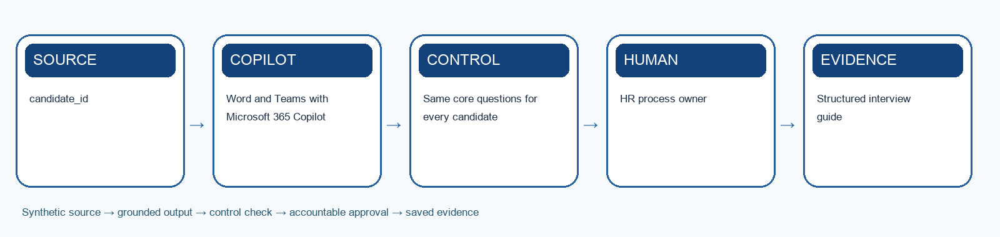 SOURCE
candidate_id
→
COPILOT
Word and Teams with
Microsoft 365 Copilot
→
CONTROL
Same core questions for
every candidate
→
HUMAN
HR process owner
→
EVIDENCE
Structured interview
guide
Synthetic source → grounded output → control check → accountable approval → saved evidence